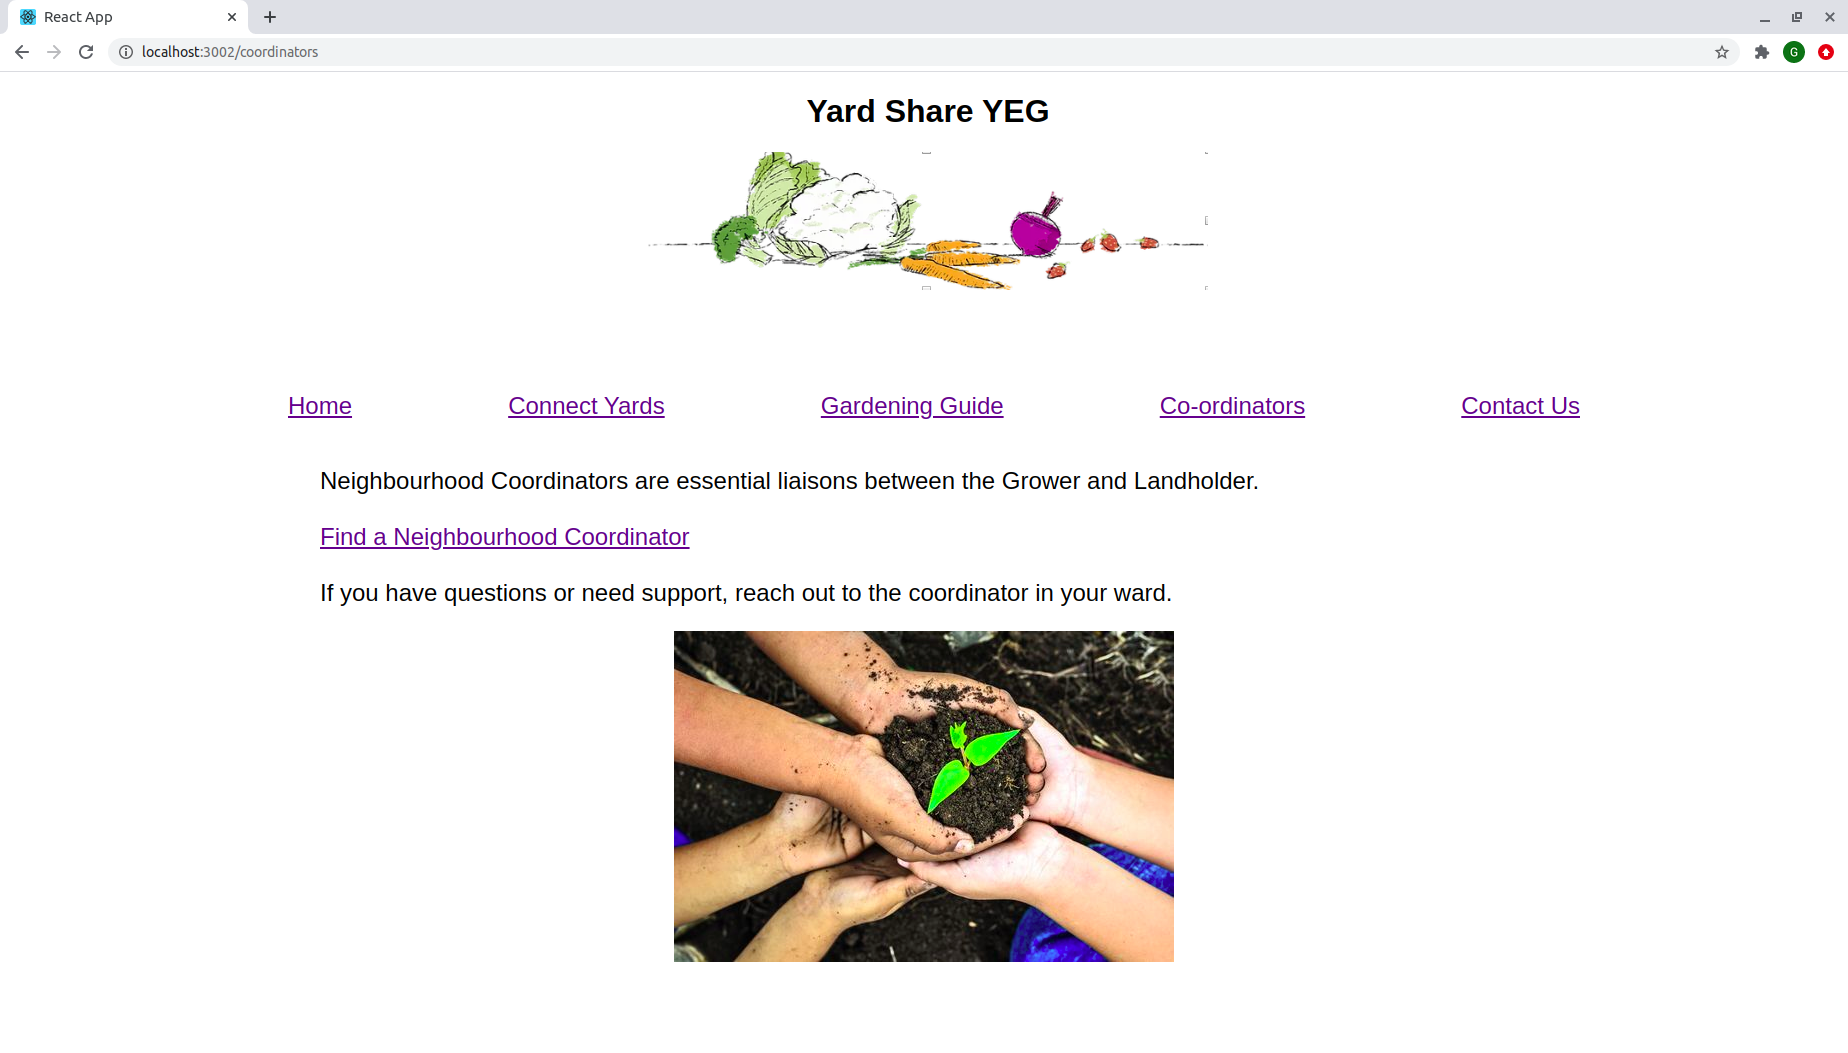 React App
localhost:3002/coordinators
G
Yard Share YEG
Home Connect Yards Gardening Guide Co-ordinators Contact Us
Neighbourhood Coordinators are essential liaisons between the Grower and Landholder.
Find a Neighbourhood Coordinator
If you have questions or need support, reach out to the coordinator in your ward.